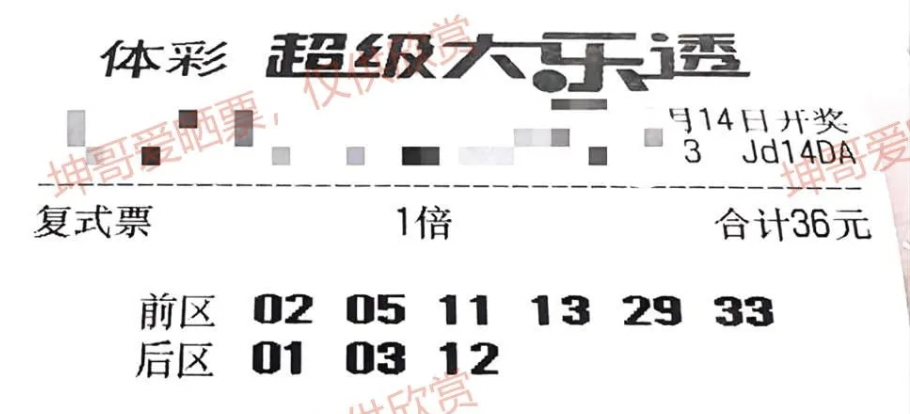 体彩 超级大乐透
月14日开奖
3 Jd14DA
复式票 1倍 合计36元
前区 02 05 11 13 29 33
后区 01 03 12
坤哥爱晒票，仅供欣赏
坤哥爱
供欣赏